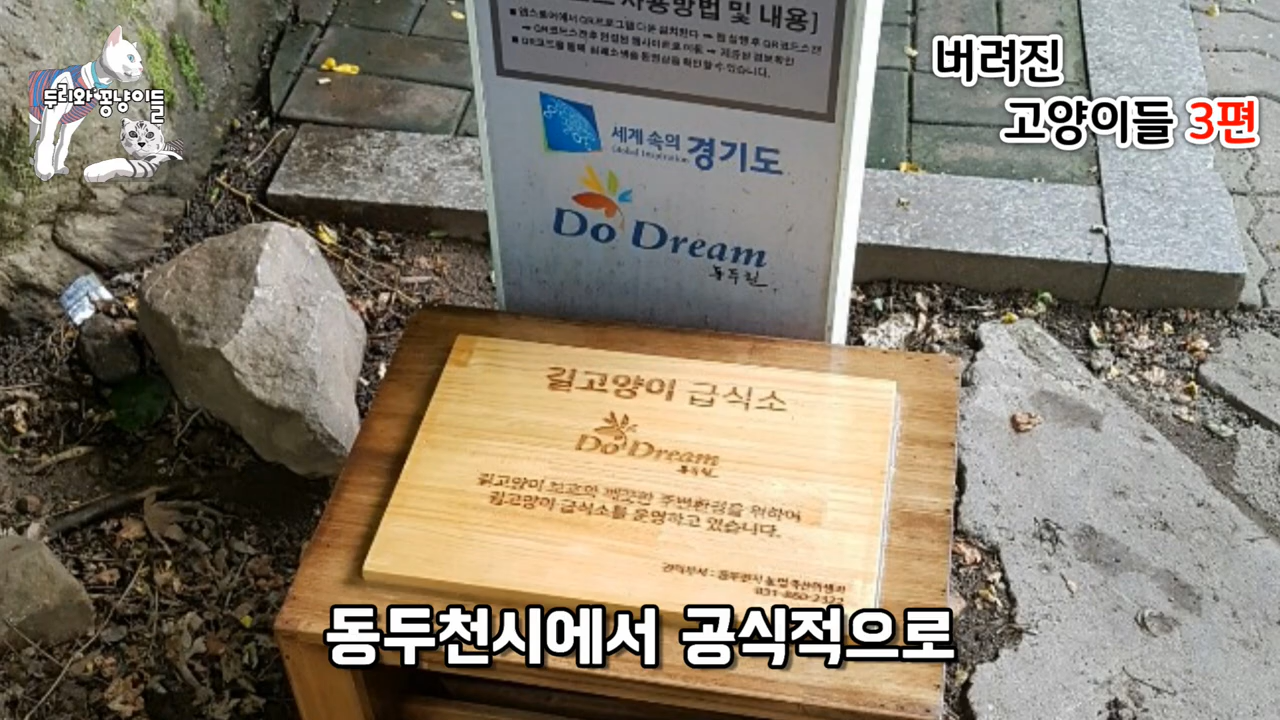 사용방법 및 내용]
버려진
고양이들 3편
두리와 꽁냥이들
세계 속의 경기도
Global Inspiration
Do Dream
동두천
길고양이 급식소
Do Dream
동두천
길고양이 보호와 깨끗한 주변환경을 위하여
길고양이 급식소를 운영하고 있습니다.
동두천시에서 공식적으로